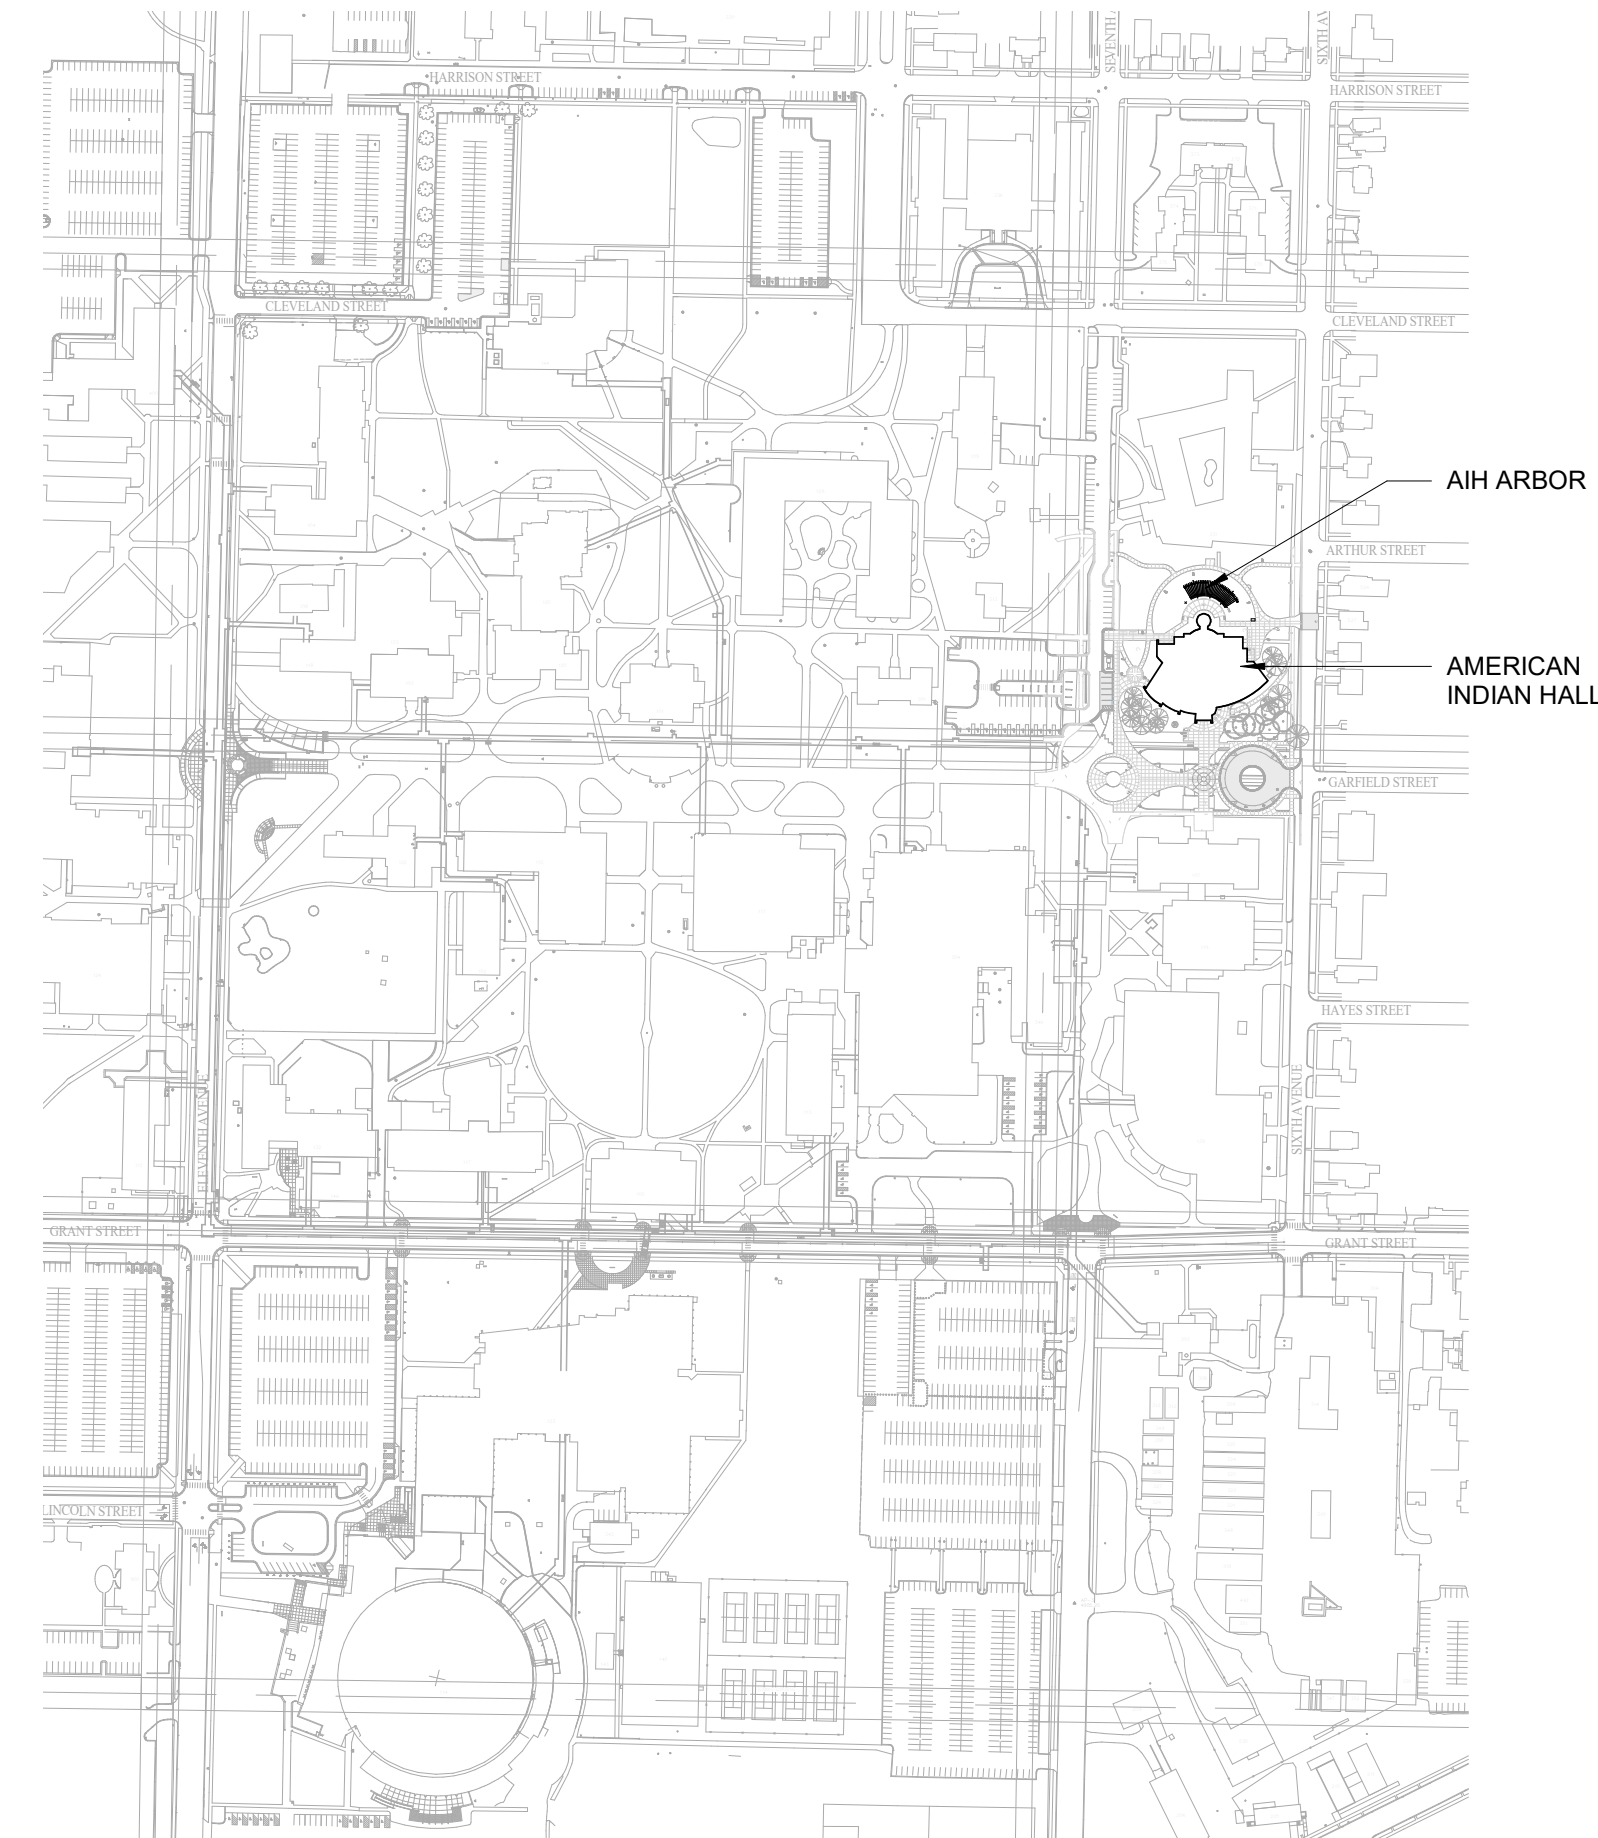 SEVENTH
SIXTH AV
HARRISON STREET
HARRISON STREET
CLEVELAND STREET
CLEVELAND STREET
AIH ARBOR
ARTHUR STREET
AMERICAN
INDIAN HALL
GARFIELD STREET
HAYES STREET
ELEVENTH AVENUE
SIXTH AVENUE
GRANT STREET
GRANT STREET
LINCOLN STREET